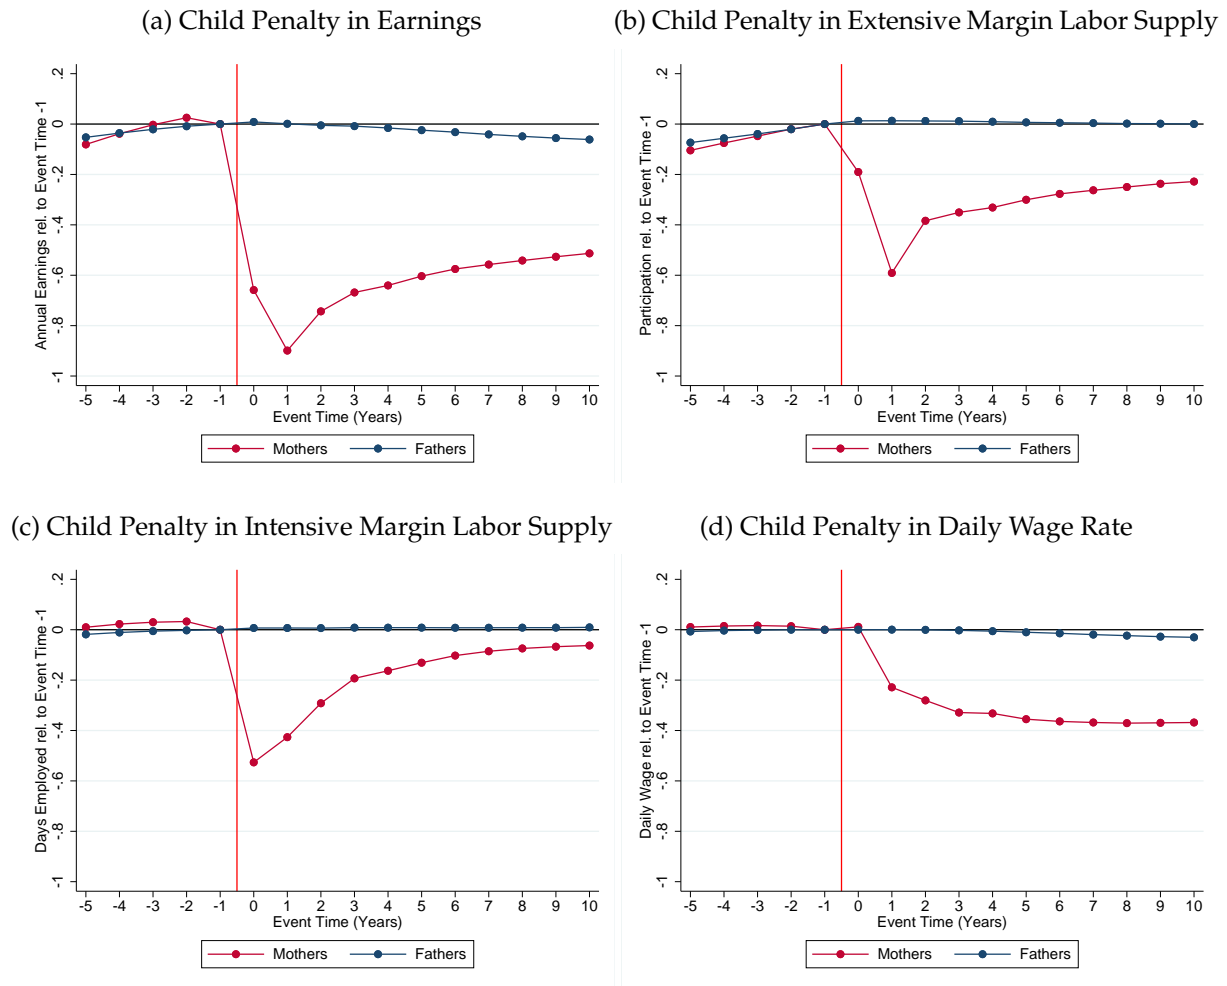 (a) Child Penalty in Earnings
Annual Earnings rel. to Event Time -1
.2
0
-.2
-.4
-.6
-.8
-1
-5 -4 -3 -2 -1 0 1 2 3 4 5 6 7 8 9 10
Event Time (Years)
Mothers Fathers
(b) Child Penalty in Extensive Margin Labor Supply
Participation rel. to Event Time -1
.2
0
-.2
-.4
-.6
-.8
-1
-5 -4 -3 -2 -1 0 1 2 3 4 5 6 7 8 9 10
Event Time (Years)
Mothers Fathers
(c) Child Penalty in Intensive Margin Labor Supply
Days Employed rel. to Event Time -1
.2
0
-.2
-.4
-.6
-.8
-1
-5 -4 -3 -2 -1 0 1 2 3 4 5 6 7 8 9 10
Event Time (Years)
Mothers Fathers
(d) Child Penalty in Daily Wage Rate
Daily Wage rel. to Event Time -1
.2
0
-.2
-.4
-.6
-.8
-1
-5 -4 -3 -2 -1 0 1 2 3 4 5 6 7 8 9 10
Event Time (Years)
Mothers Fathers